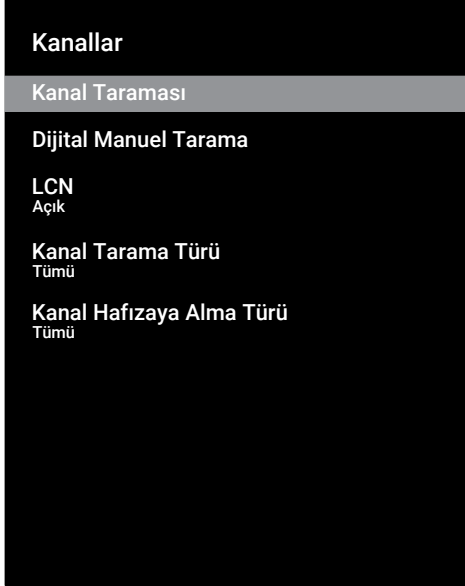 Kanallar
Kanal Taraması
Dijital Manuel Tarama
LCN
Açık
Kanal Tarama Türü
Tümü
Kanal Hafızaya Alma Türü
Tümü